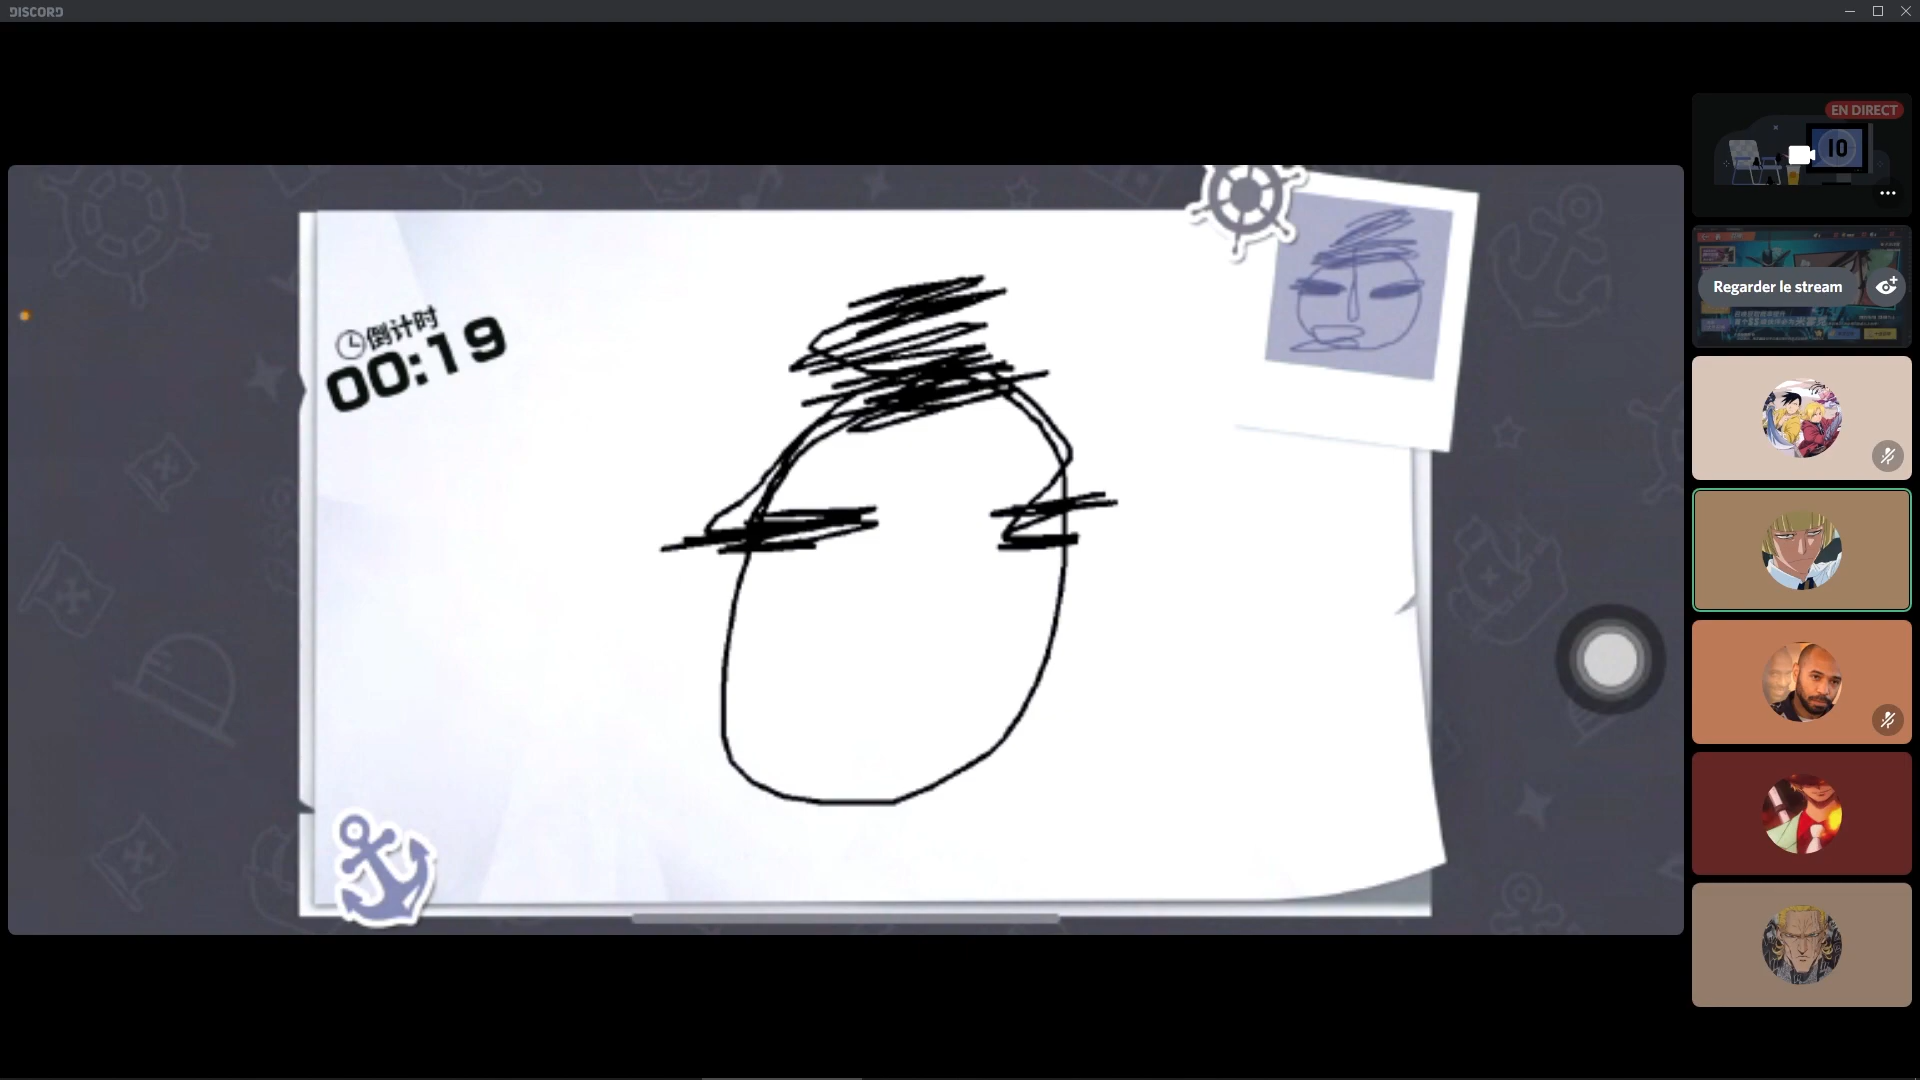 DISCORD
EN DIRECT
10
Regarder le stream
倒计时
00:19